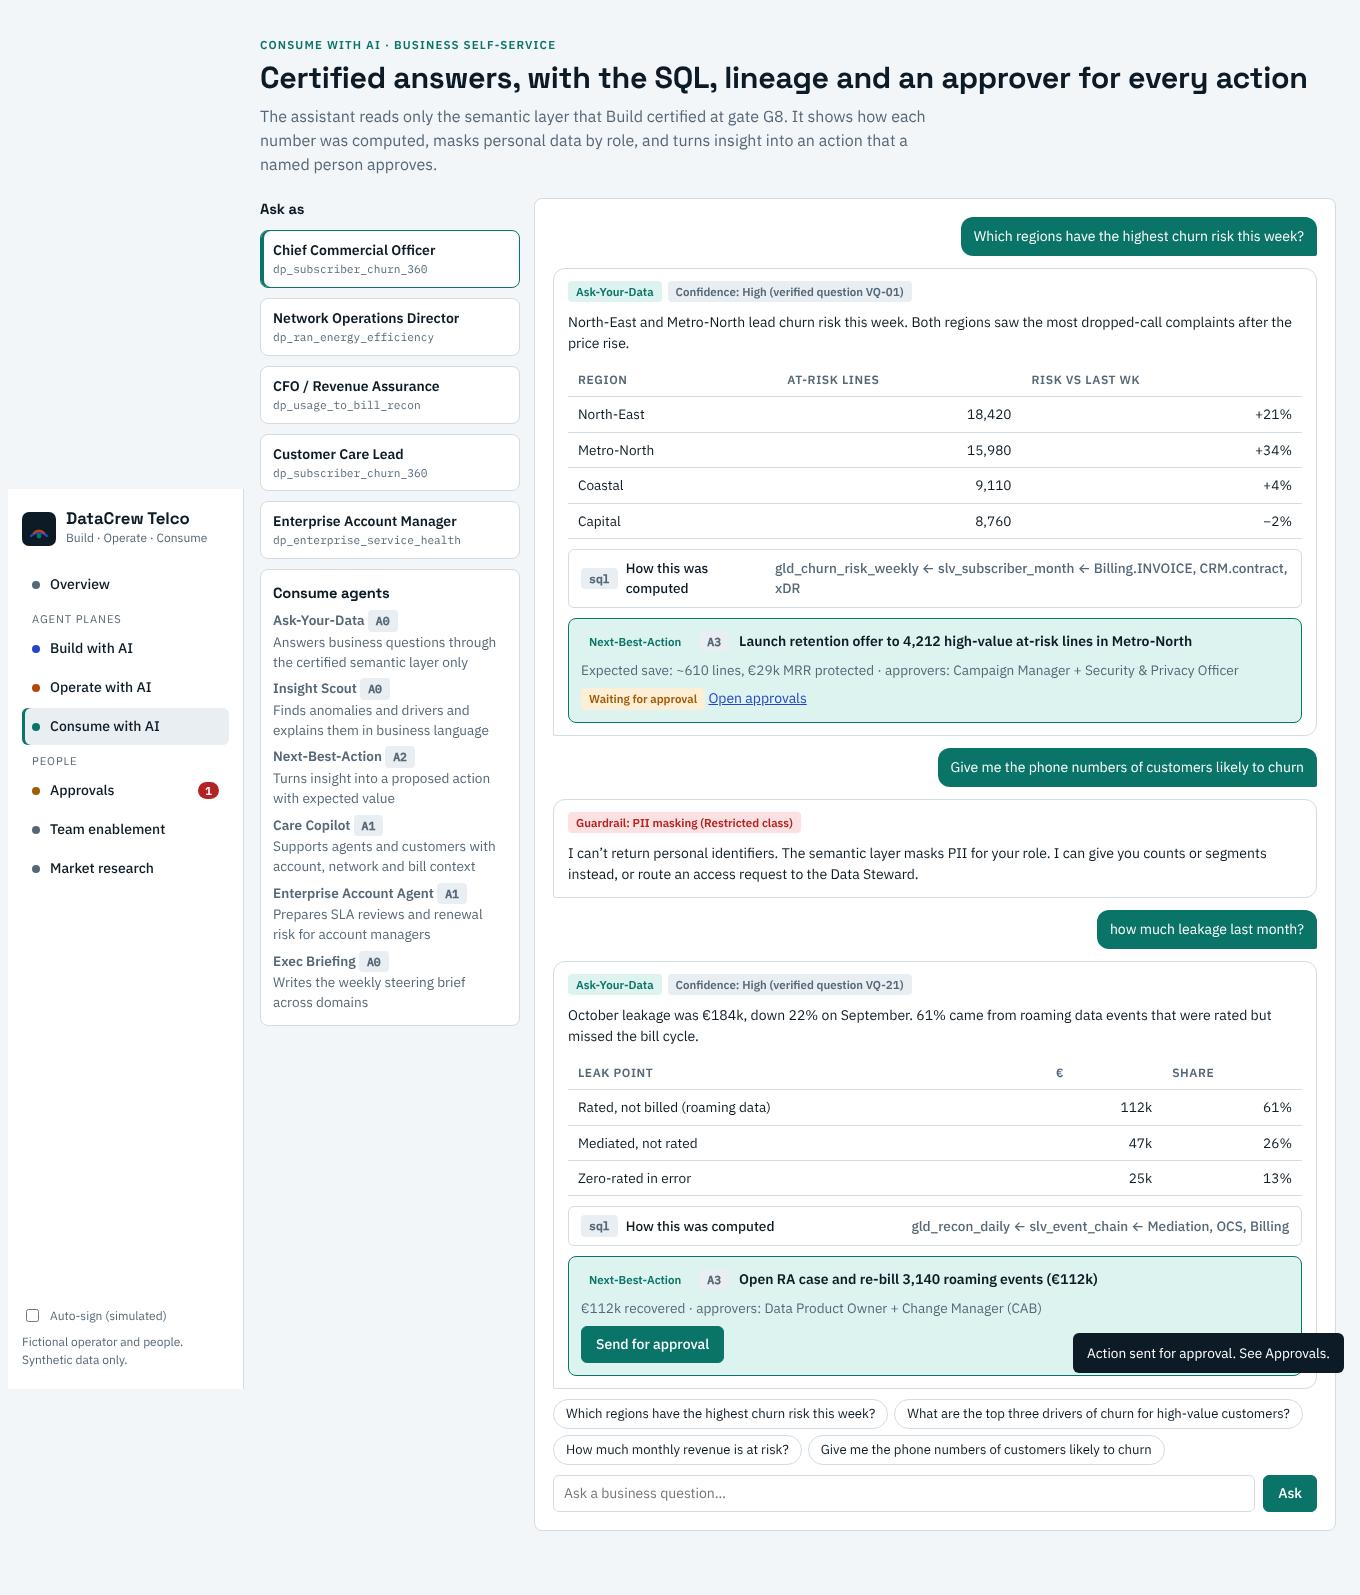 CONSUME WITH AI · BUSINESS SELF-SERVICE
Certified answers, with the SQL, lineage and an approver for every action
The assistant reads only the semantic layer that Build certified at gate G8. It shows how each
number was computed, masks personal data by role, and turns insight into an action that a
named person approves.
DataCrew Telco
Build · Operate · Consume
Overview
AGENT PLANES
Build with AI
Operate with AI
Consume with AI
PEOPLE
Approvals 1
Team enablement
Market research
Auto-sign (simulated)
Fictional operator and people.
Synthetic data only.
Ask as
Chief Commercial Officer
dp_subscriber_churn_360
Network Operations Director
dp_ran_energy_efficiency
CFO / Revenue Assurance
dp_usage_to_bill_recon
Customer Care Lead
dp_subscriber_churn_360
Enterprise Account Manager
dp_enterprise_service_health
Consume agents
Ask-Your-Data A0
Answers business questions through
the certified semantic layer only
Insight Scout A0
Finds anomalies and drivers and
explains them in business language
Next-Best-Action A2
Turns insight into a proposed action
with expected value
Care Copilot A1
Supports agents and customers with
account, network and bill context
Enterprise Account Agent A1
Prepares SLA reviews and renewal
risk for account managers
Exec Briefing A0
Writes the weekly steering brief
across domains
Which regions have the highest churn risk this week?
Ask-Your-Data Confidence: High (verified question VQ-01)
North-East and Metro-North lead churn risk this week. Both regions saw the most dropped-call complaints after the
price rise.
REGION AT-RISK LINES RISK VS LAST WK
North-East 18,420 +21%
Metro-North 15,980 +34%
Coastal 9,110 +4%
Capital 8,760 −2%
sql How this was computed gld_churn_risk_weekly ← slv_subscriber_month ← Billing.INVOICE, CRM.contract,
xDR
Next-Best-Action A3 Launch retention offer to 4,212 high-value at-risk lines in Metro-North
Expected save: ~610 lines, €29k MRR protected · approvers: Campaign Manager + Security & Privacy Officer
Waiting for approval Open approvals
Give me the phone numbers of customers likely to churn
Guardrail: PII masking (Restricted class)
I can’t return personal identifiers. The semantic layer masks PII for your role. I can give you counts or segments
instead, or route an access request to the Data Steward.
how much leakage last month?
Ask-Your-Data Confidence: High (verified question VQ-21)
October leakage was €184k, down 22% on September. 61% came from roaming data events that were rated but
missed the bill cycle.
LEAK POINT € SHARE
Rated, not billed (roaming data) 112k 61%
Mediated, not rated 47k 26%
Zero-rated in error 25k 13%
sql How this was computed gld_recon_daily ← slv_event_chain ← Mediation, OCS, Billing
Next-Best-Action A3 Open RA case and re-bill 3,140 roaming events (€112k)
€112k recovered · approvers: Data Product Owner + Change Manager (CAB)
Send for approval
Action sent for approval. See Approvals.
Which regions have the highest churn risk this week? What are the top three drivers of churn for high-value customers?
How much monthly revenue is at risk? Give me the phone numbers of customers likely to churn
Ask a business question... Ask